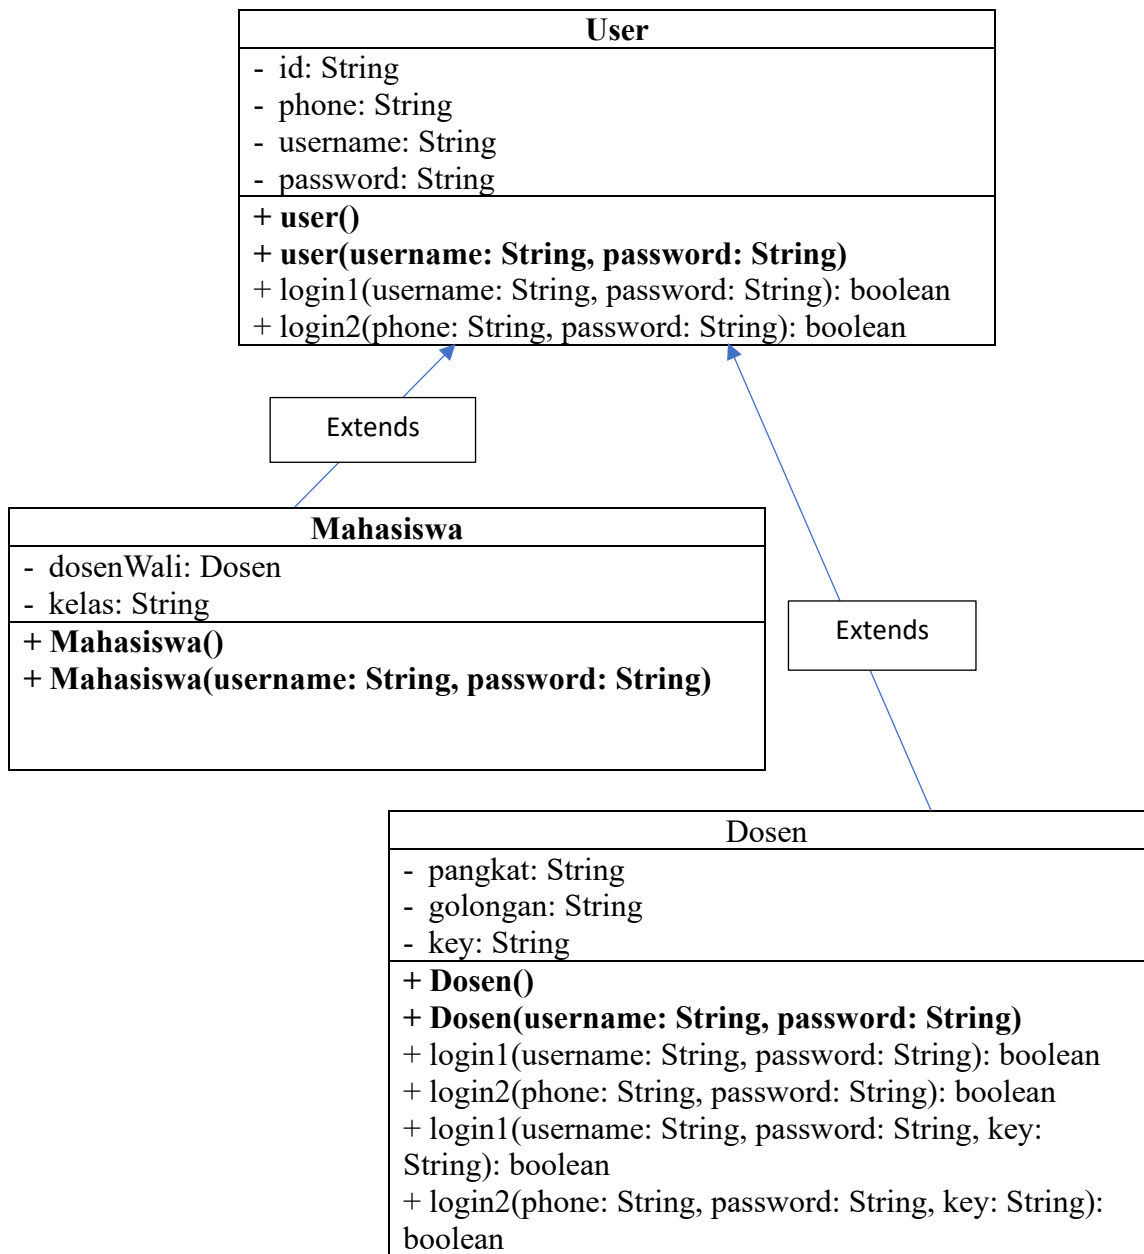 User
- id: String
- phone: String
- username: String
- password: String
+ user()
+ user(username: String, password: String)
+ login1(username: String, password: String): boolean
+ login2(phone: String, password: String): boolean
Extends
Mahasiswa
- dosenWali: Dosen
- kelas: String
+ Mahasiswa()
+ Mahasiswa(username: String, password: String)
Extends
Dosen
- pangkat: String
- golongan: String
- key: String
+ Dosen()
+ Dosen(username: String, password: String)
+ login1(username: String, password: String): boolean
+ login2(phone: String, password: String): boolean
+ login1(username: String, password: String, key:
String): boolean
+ login2(phone: String, password: String, key: String):
boolean